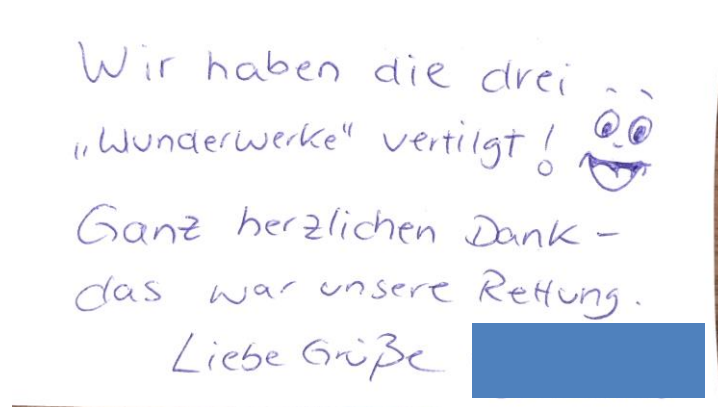 Wir haben die drei
„Wunderwerke" vertilgt!
Ganz herzlichen Dank –
das war unsere Rettung.
Liebe Grüße